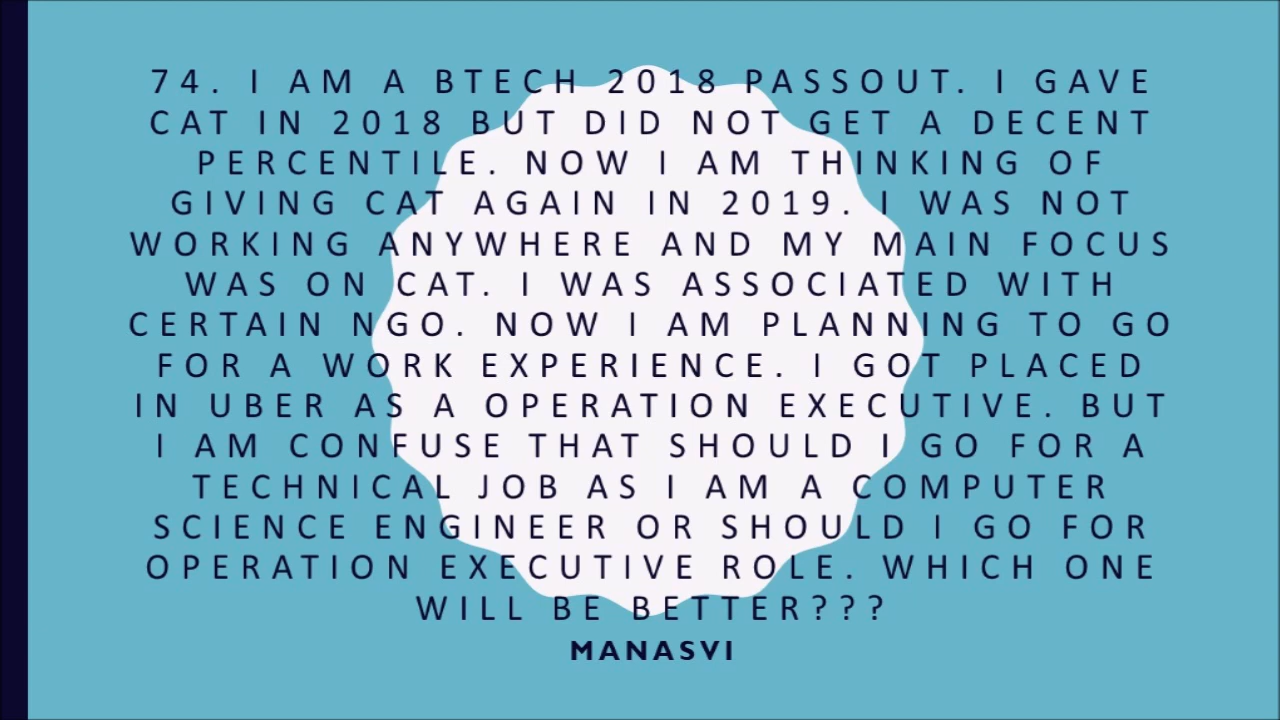 74. I AM A BTECH 2018 PASSOUT. I GAVE
CAT IN 2018 BUT DID NOT GET A DECENT
PERCENTILE. NOW I AM THINKING OF
GIVING CAT AGAIN IN 2019. I WAS NOT
WORKING ANYWHERE AND MY MAIN FOCUS
WAS ON CAT. I WAS ASSOCIATED WITH
CERTAIN NGO. NOW I AM PLANNING TO GO
FOR A WORK EXPERIENCE. I GOT PLACED
IN UBER AS A OPERATION EXECUTIVE. BUT
I AM CONFUSE THAT SHOULD I GO FOR A
TECHNICAL JOB AS I AM A COMPUTER
SCIENCE ENGINEER OR SHOULD I GO FOR
OPERATION EXECUTIVE ROLE. WHICH ONE
WILL BE BETTER???
MANASVI